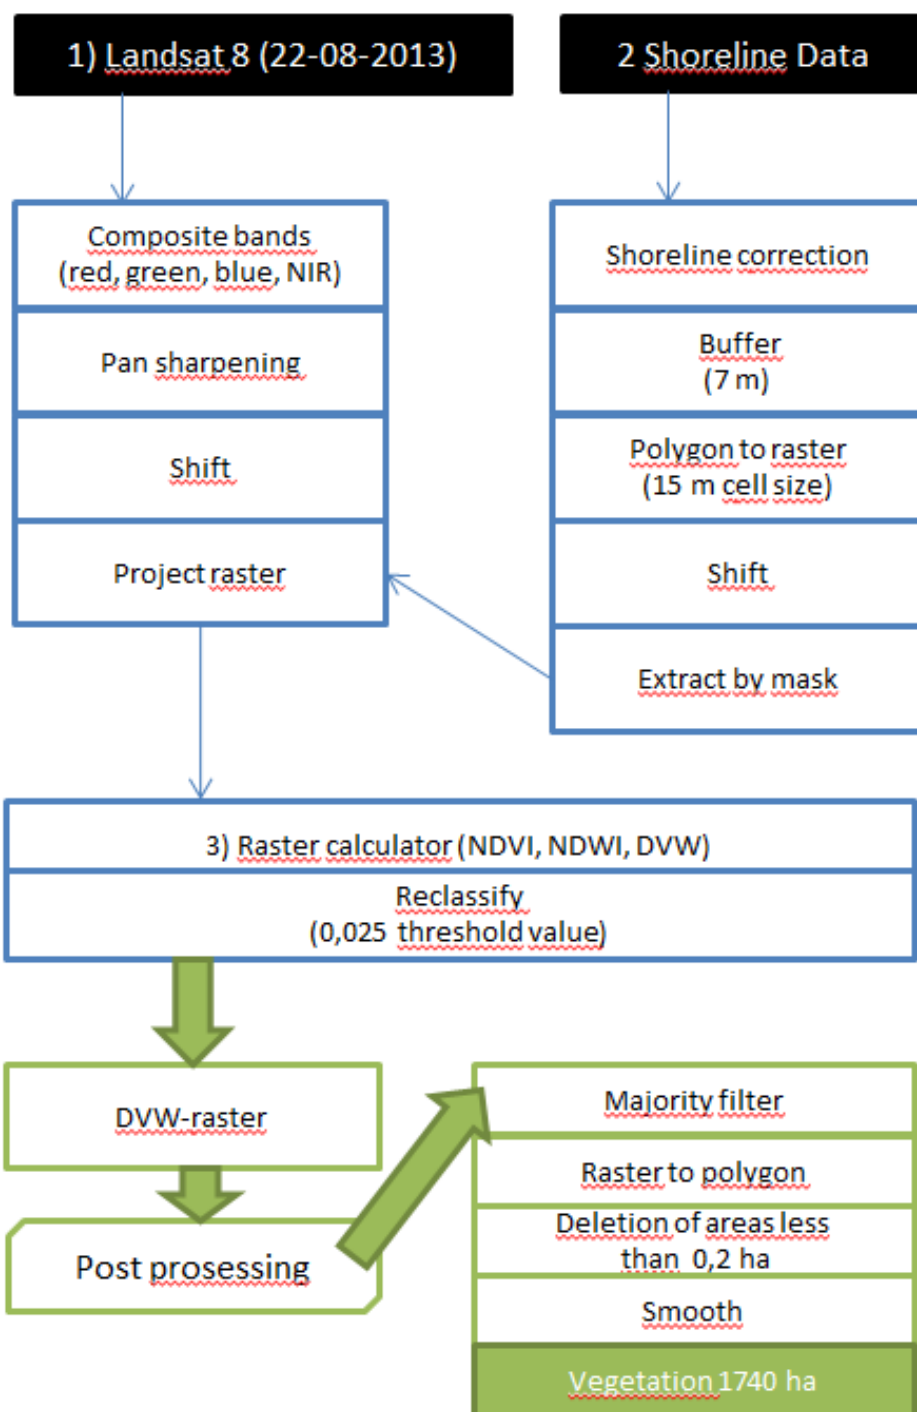 1) Landsat 8 (22-08-2013)
2 Shoreline Data
Composite bands
(red, green, blue, NIR)
Pan sharpening
Shift
Project raster
Shoreline correction
Buffer
(7 m)
Polygon to raster
(15 m cell size)
Shift
Extract by mask
3) Raster calculator (NDVI, NDWI, DVW)
Reclassify
(0,025 threshold value)
DVW-raster
Post prosessing
Majority filter
Raster to polygon
Deletion of areas less
than 0,2 ha
Smooth
Vegetation 1740 ha